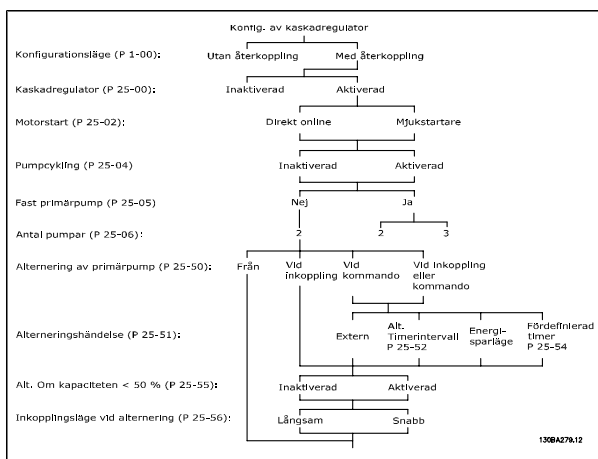 Konfig. av kaskadregulator
Konfigurationsläge (P 1-00): Utan återkoppling Med återkoppling
Kaskadregulator (P 25-00): Inaktiverad Aktiverad
Motorstart (P 25-02): Direkt online Mjukstartare
Pumpcykling (P 25-04): Inaktiverad Aktiverad
Fast primärpump (P 25-05) Nej Ja
Antal pumpar (P 25-06): 2 2 3
Alternering av primärpump (P 25-50): Från Vid Vid Vid inkoppling
inkoppling kommando eller
kommando
Alterneringshändelse (P 25-51): Extern Alt. Energi- Fördefinierad
Timerintervall sparläge timer
P 25-52 P 25-54
Alt. Om kapaciteten < 50 % (P 25-55): Inaktiverad Aktiverad
Inkopplingsläge vid alternering (P 25-56): Långsam Snabb
130BA279.12